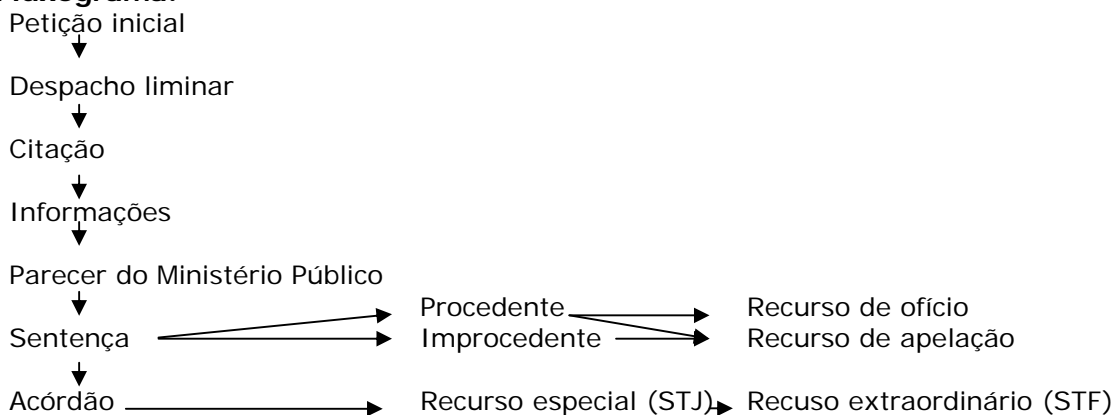 Petição inicial
Despacho liminar
Citação
Informações
Parecer do Ministério Público
Procedente Recurso de ofício
Sentença Improcedente Recurso de apelação
Acórdão Recurso especial (STJ) Recuso extraordinário (STF)